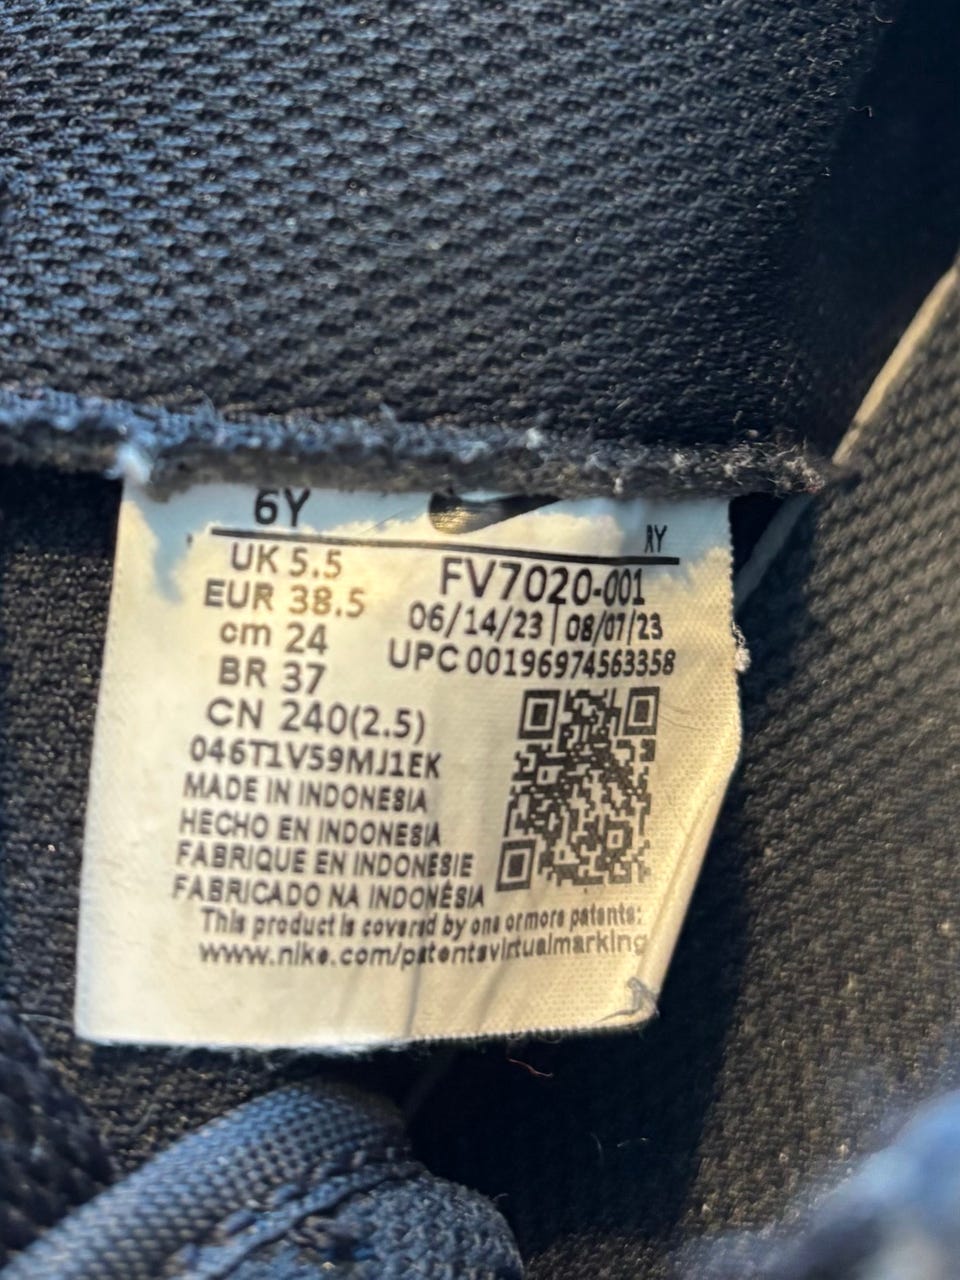 6Y
AY
UK 5.5
EUR 38.5
cm 24
BR 37
CN 240(2.5)
FV7020-001
06/14/23 | 08/07/23
UPC 00196974563358
046T1V59MJ1EK
MADE IN INDONESIA
HECHO EN INDONESIA
FABRIQUE EN INDONESIE
FABRICADO NA INDONÉSIA
This product is covered by one or more patents:
www.nike.com/patentsvirtualmarking